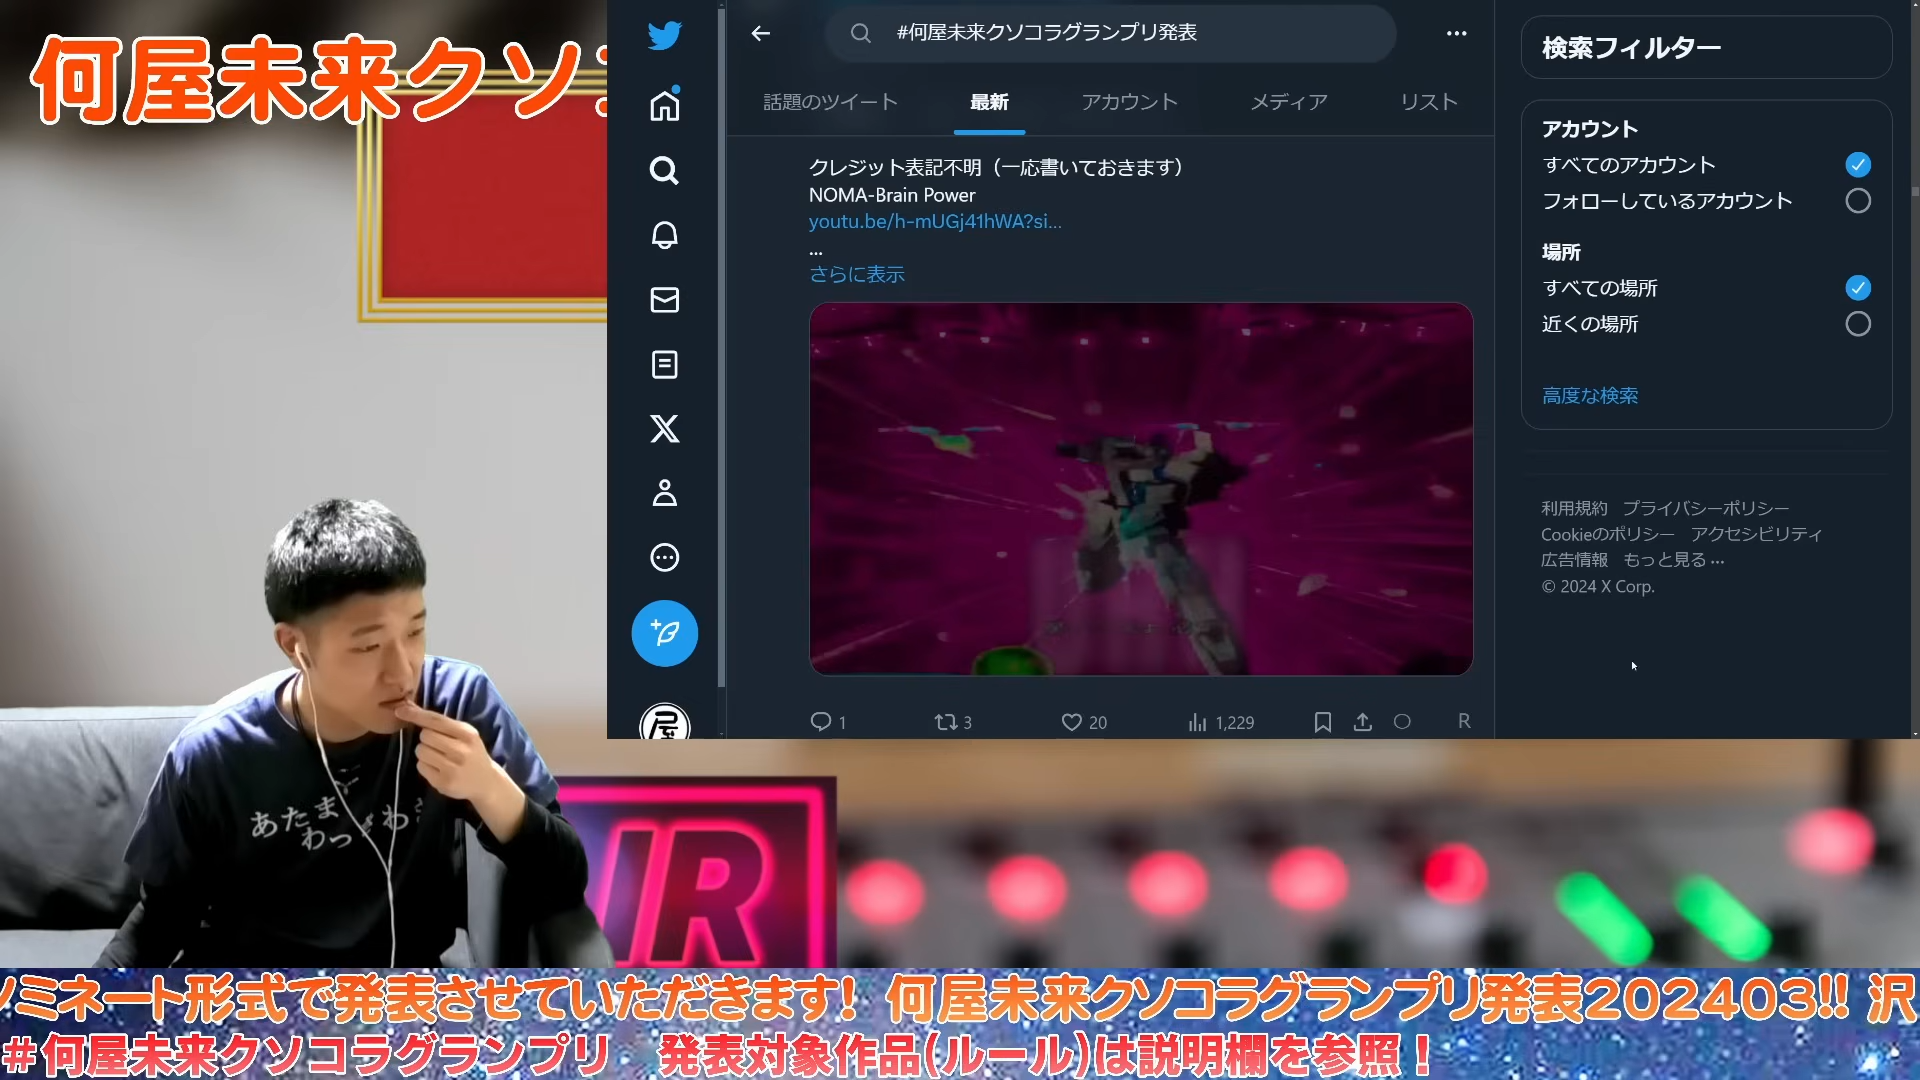 何屋未来クソ
#何屋未来クソコラグランプリ発表
話題のツイート
最新
アカウント
メディア
リスト
クレジット表記不明（一応書いておきます）
NOMA-Brain Power
youtu.be/h-mUGj41hWA?si…
…
さらに表示
1
3
20
1,229
R
屋
検索フィルター
アカウント
すべてのアカウント
フォローしているアカウント
場所
すべての場所
近くの場所
高度な検索
利用規約 プライバシーポリシー
Cookieのポリシー アクセシビリティ
広告情報 もっと見る …
© 2024 X Corp.
あたま
わっ
わ
R
ノミネート形式で発表させていただきます！ 何屋未来クソコラグランプリ発表202403!! 沢
＃何屋未来クソコラグランプリ 発表対象作品(ルール)は説明欄を参照！